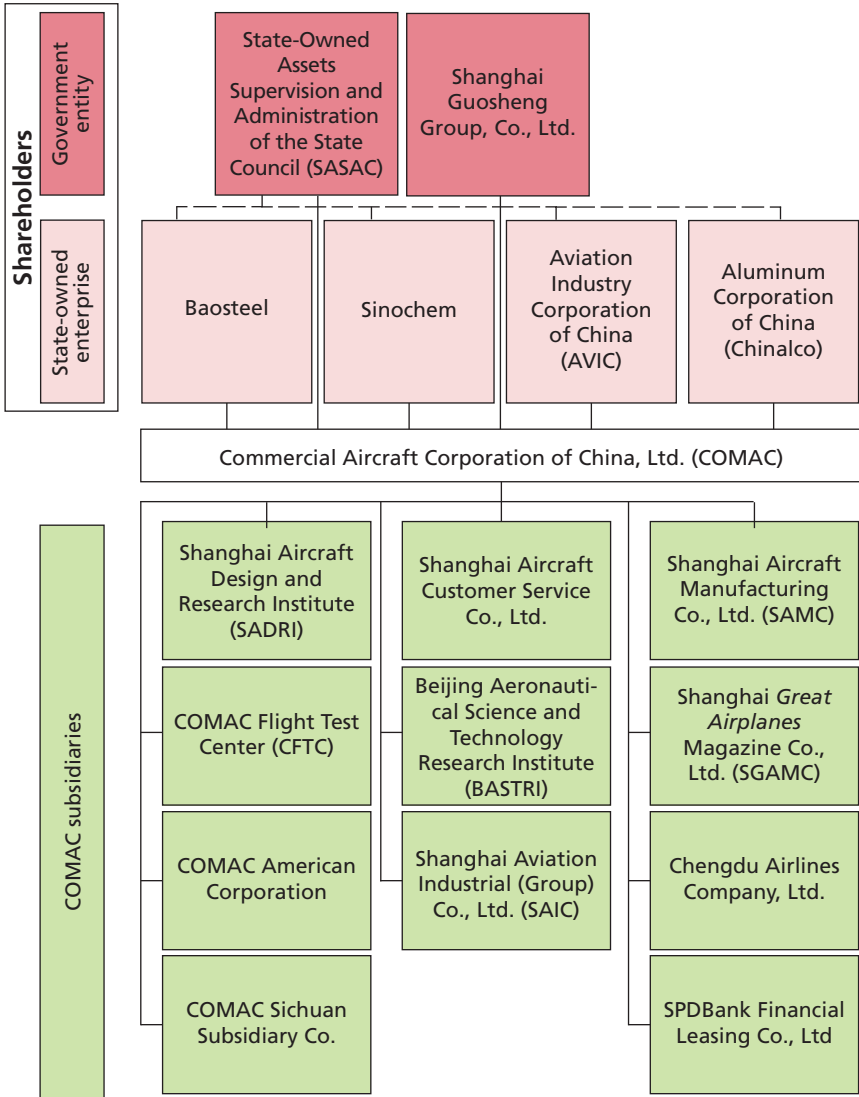 Shareholders
Government
entity
State-Owned
Assets
Supervision and
Administration
of the State
Council (SASAC)
Shanghai
Guosheng
Group, Co., Ltd.
State-owned
enterprise
Baosteel
Sinochem
Aviation
Industry
Corporation
of China
(AVIC)
Aluminum
Corporation
of China
(Chinalco)
Commercial Aircraft Corporation of China, Ltd. (COMAC)
COMAC subsidiaries
Shanghai Aircraft
Design and
Research Institute
(SADRI)
Shanghai Aircraft
Customer Service
Co., Ltd.
Shanghai Aircraft
Manufacturing
Co., Ltd. (SAMC)
COMAC Flight Test
Center (CFTC)
Beijing Aeronauti-
cal Science and
Technology
Research Institute
(BASTRI)
Shanghai Great
Airplanes
Magazine Co.,
Ltd. (SGAMC)
COMAC American
Corporation
Shanghai Aviation
Industrial (Group)
Co., Ltd. (SAIC)
Chengdu Airlines
Company, Ltd.
COMAC Sichuan
Subsidiary Co.
SPDBank Financial
Leasing Co., Ltd